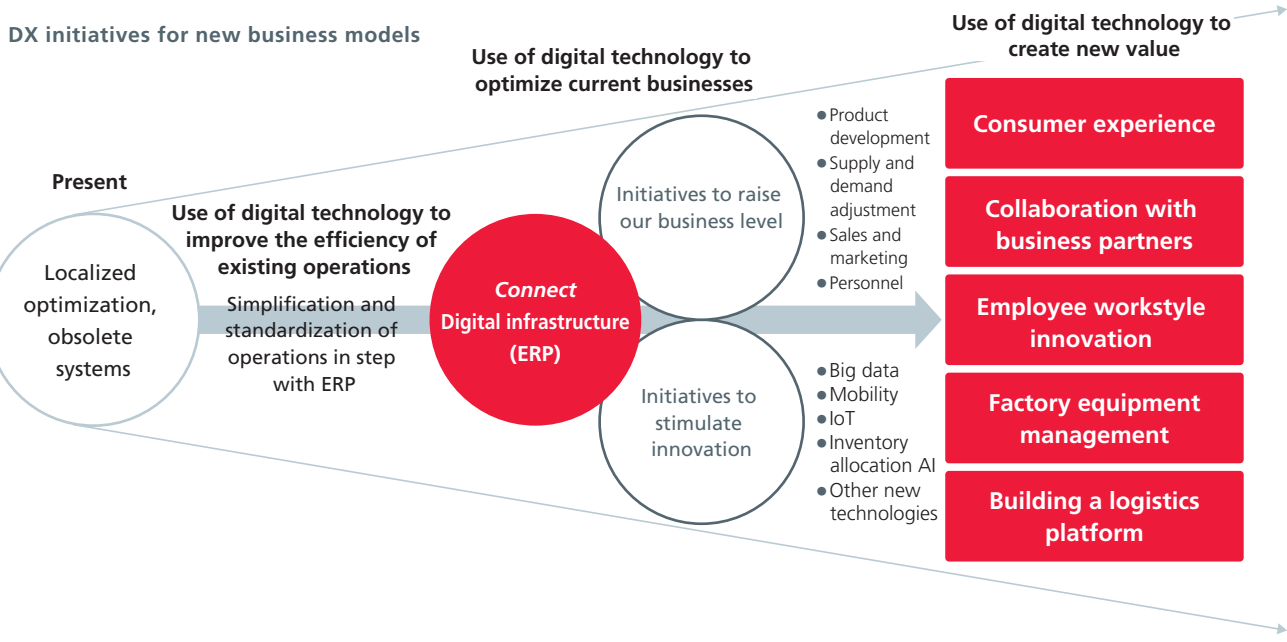 DX initiatives for new business models
Present
Localized
optimization,
obsolete
systems
Use of digital technology to
improve the efficiency of
existing operations
Simplification and
standardization of
operations in step
with ERP
Connect
Digital infrastructure
(ERP)
Use of digital technology to
optimize current businesses
Initiatives to raise
our business level
● Product
development
● Supply and
demand
adjustment
● Sales and
marketing
● Personnel
Initiatives to
stimulate
innovation
● Big data
● Mobility
● IoT
● Inventory
allocation AI
● Other new
technologies
Use of digital technology to
create new value
Consumer experience
Collaboration with
business partners
Employee workstyle
innovation
Factory equipment
management
Building a logistics
platform